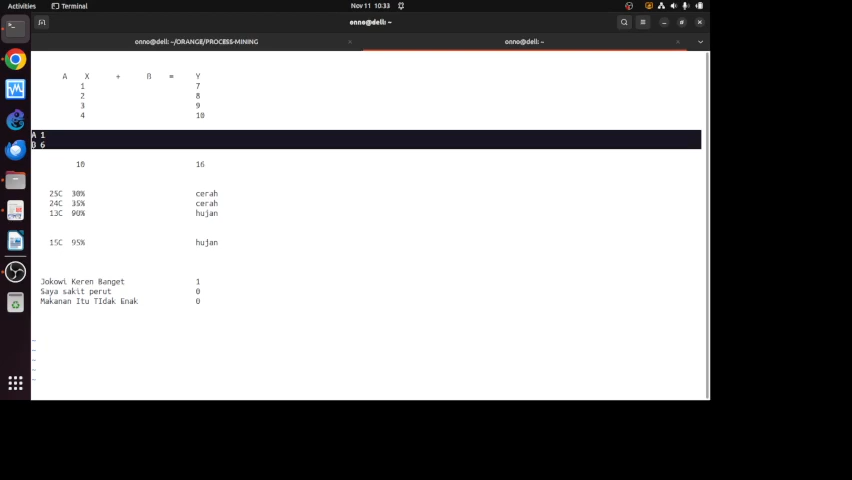 Activities Terminal Nov 11 10:33
onno@dell: ~
onno@dell: ~/ORANGE/PROCESS-MINING × onno@dell: ~ ×
A X + B = Y
1 7
2 8
3 9
4 10
A 1
B 6
10 16
25C 30% cerah
24C 35% cerah
13C 90% hujan
15C 95% hujan
Jokowi Keren Banget 1
Saya sakit perut 0
Makanan Itu TIdak Enak 0
~
~
~
~
~